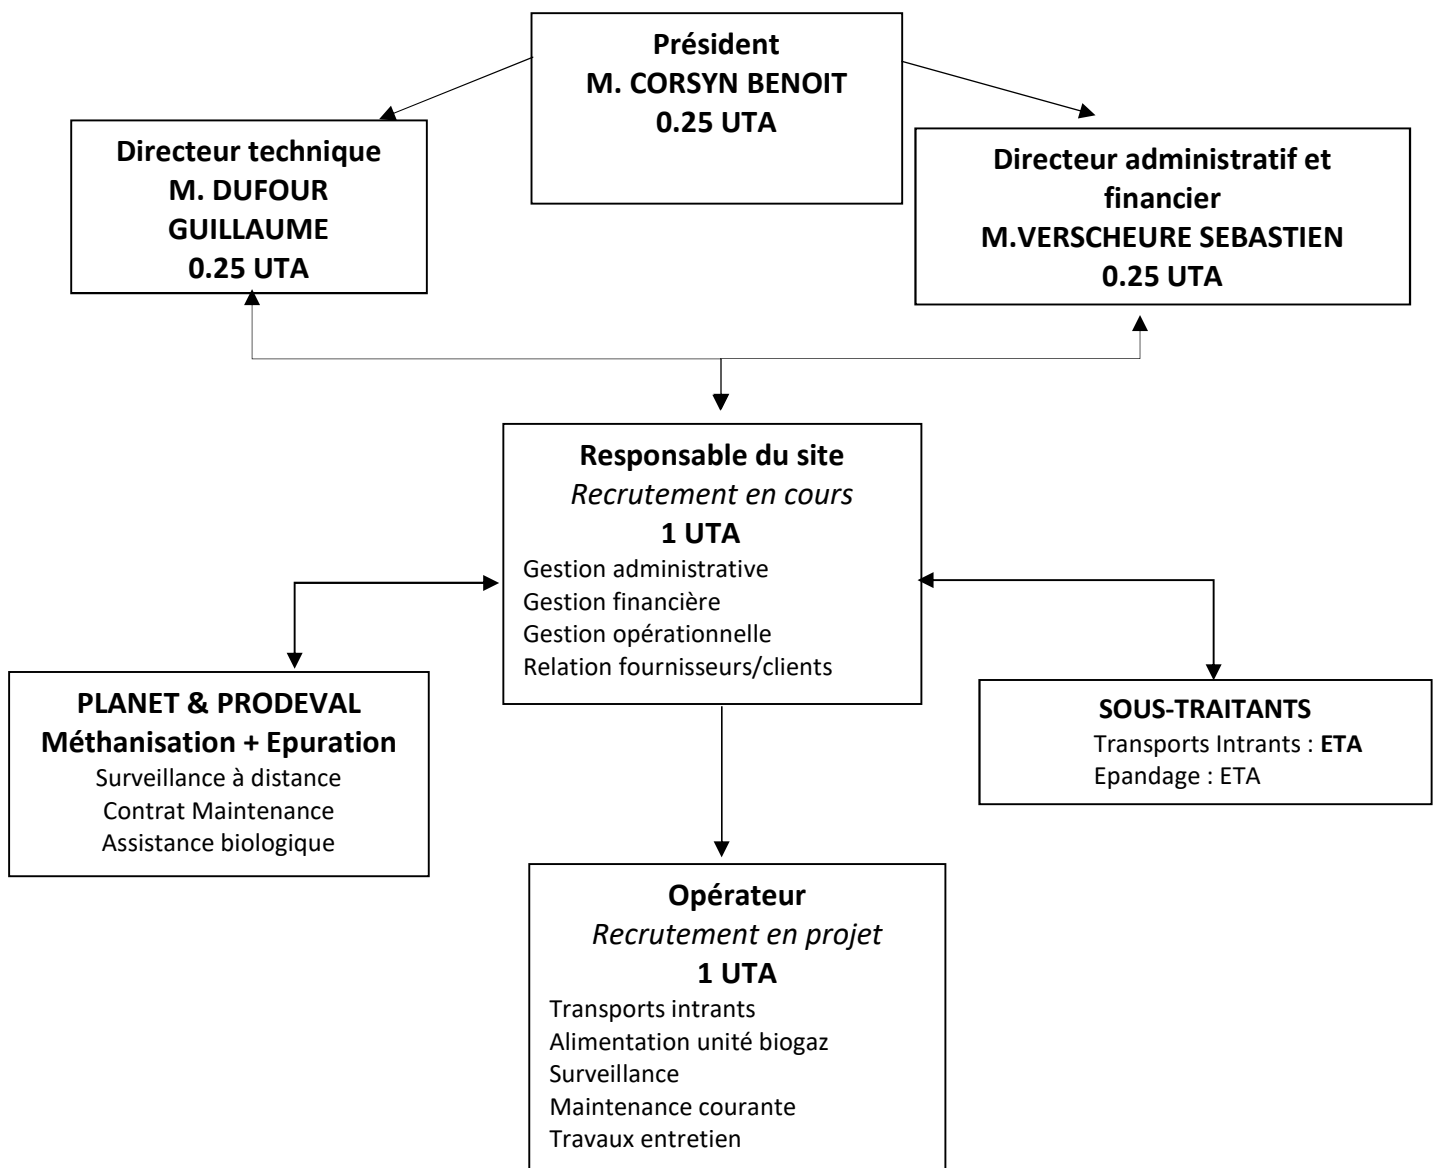 Président
M. CORSYN BENOIT
0.25 UTA
Directeur technique
M. DUFOUR
GUILLAUME
0.25 UTA
Directeur administratif et
financier
M.VERSCHEURE SEBASTIEN
0.25 UTA
Responsable du site
Recrutement en cours
1 UTA
Gestion administrative
Gestion financière
Gestion opérationnelle
Relation fournisseurs/clients
PLANET & PRODEVAL
Méthanisation + Epuration
Surveillance à distance
Contrat Maintenance
Assistance biologique
SOUS-TRAITANTS
Transports Intrants : ETA
Epandage : ETA
Opérateur
Recrutement en projet
1 UTA
Transports intrants
Alimentation unité biogaz
Surveillance
Maintenance courante
Travaux entretien